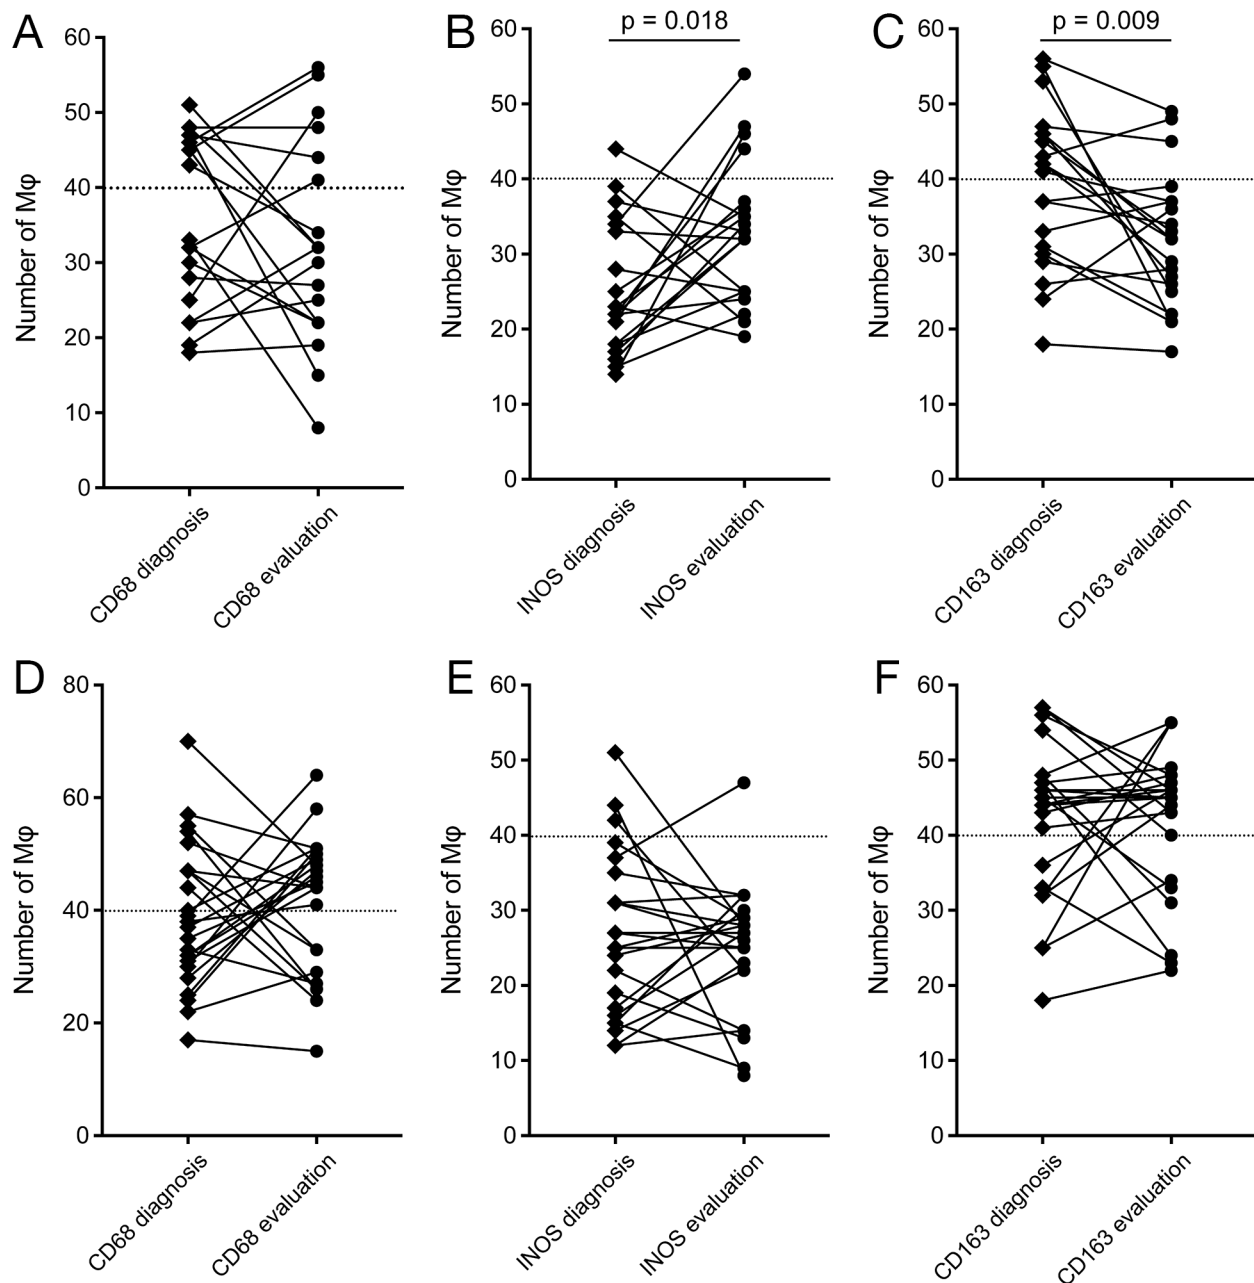 A
Number of Mφ
60
50
40
30
20
10
0
CD68 diagnosis
CD68 evaluation
B
p = 0.018
Number of Mφ
60
50
40
30
20
10
0
INOS diagnosis
INOS evaluation
C
p = 0.009
Number of Mφ
60
50
40
30
20
10
0
CD163 diagnosis
CD163 evaluation
D
Number of Mφ
80
60
40
20
0
CD68 diagnosis
CD68 evaluation
E
Number of Mφ
60
50
40
30
20
10
0
INOS diagnosis
INOS evaluation
F
Number of Mφ
60
50
40
30
20
10
0
CD163 diagnosis
CD163 evaluation